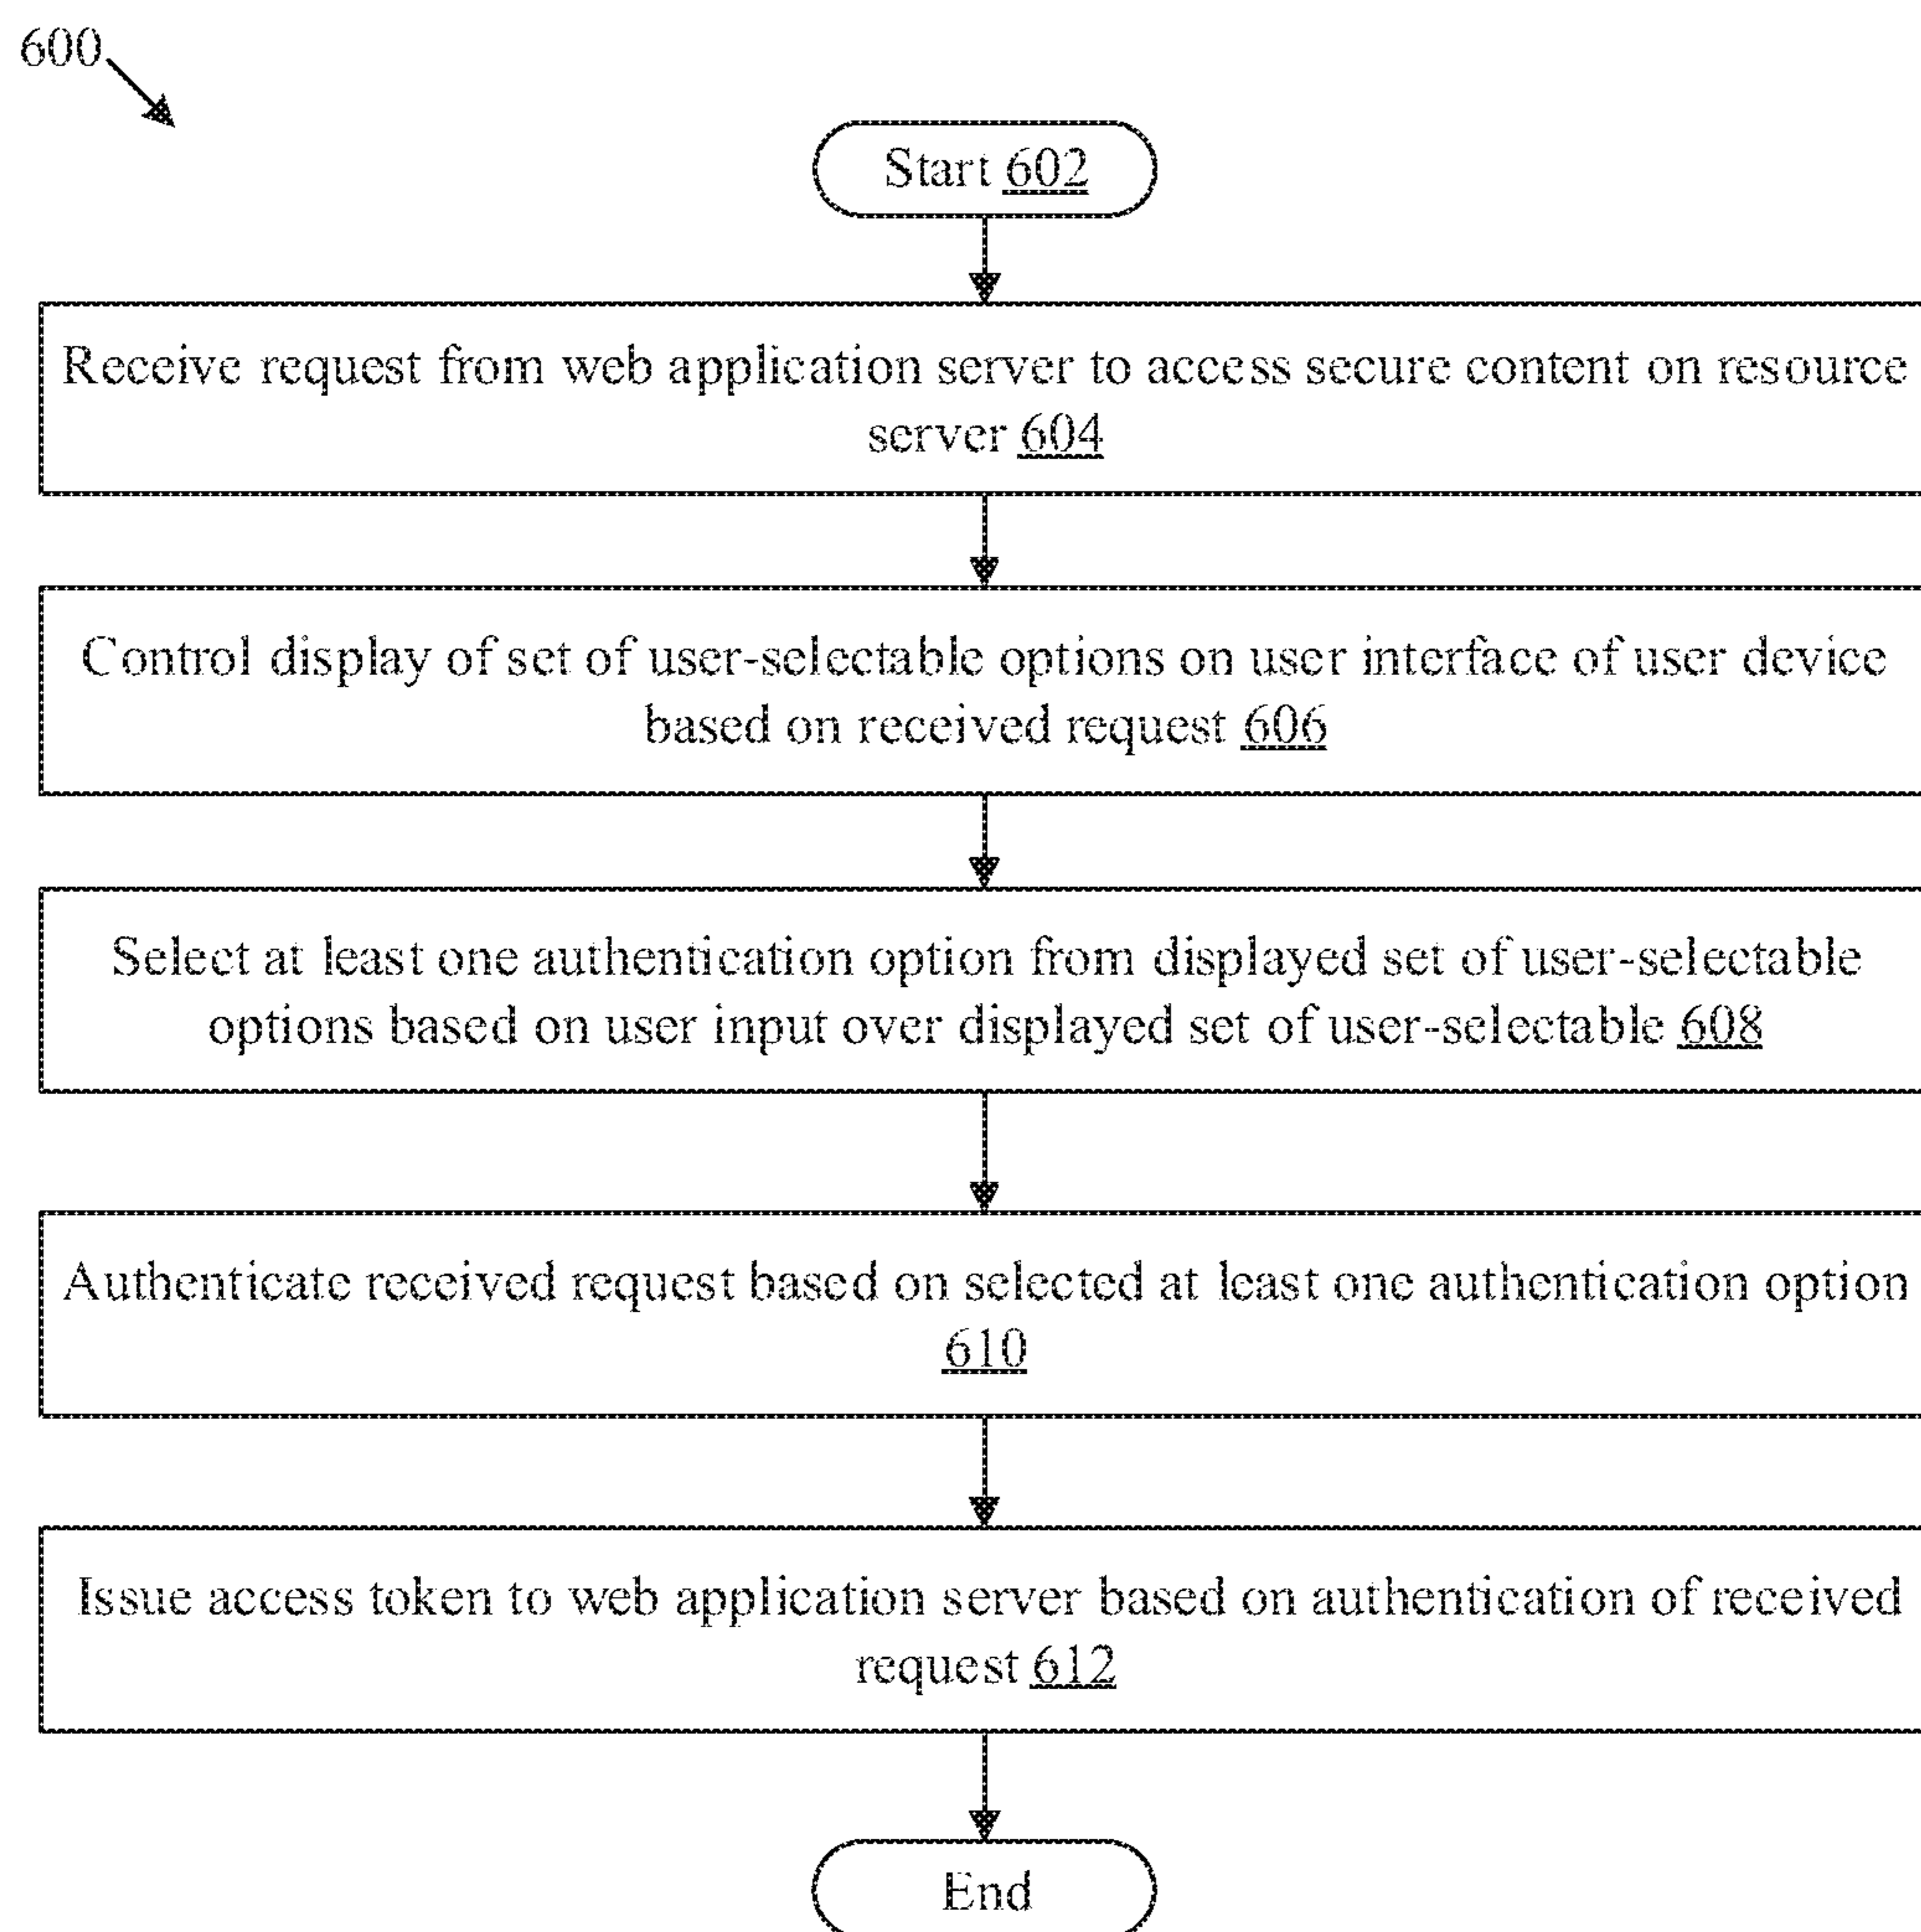 600
Start 602
Receive request from web application server to access secure content on resource
server 604
Control display of set of user-selectable options on user interface of user device
based on received request 606
Select at least one authentication option from displayed set of user-selectable
options based on user input over displayed set of user-selectable 608
Authenticate received request based on selected at least one authentication option
610
Issue access token to web application server based on authentication of received
request 612
End